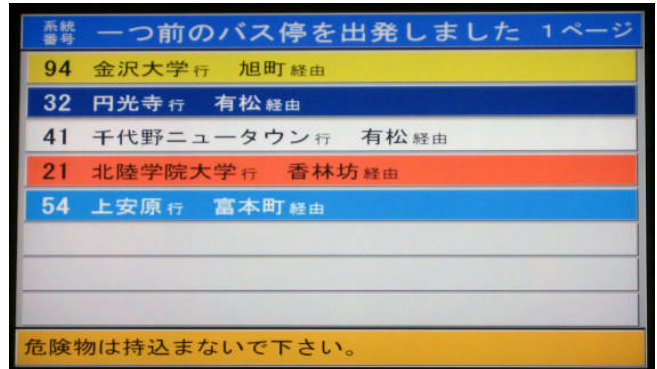 系統番号 一つ前のバス停を出発しました 1ページ
94 金沢大学行 旭町経由
32 円光寺行 有松経由
41 千代野ニュータウン行 有松経由
21 北陸学院大学行 香林坊経由
54 上安原行 富本町経由
危険物は持込まないで下さい。